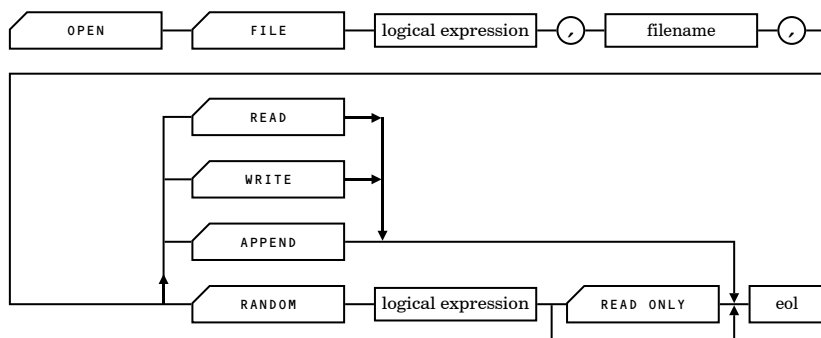 OPEN FILE logical expression , filename ,
READ
WRITE
APPEND
RANDOM logical expression READ ONLY eol